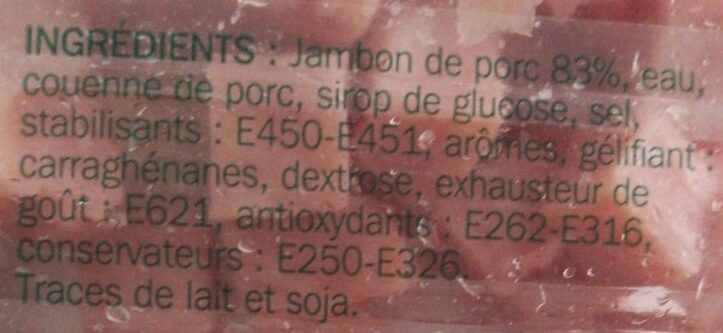 INGRÉDIENTS : Jambon de porc 83%, eau,
couenne de porc, sirop de glucose, sel,
stabilisants : E450-E451, arômes, gélifiant :
carraghénanes, dextrose, exhausteur de
goût : E621, antioxydants : E262-E316,
conservateurs : E250-E326.
Traces de lait et soja.